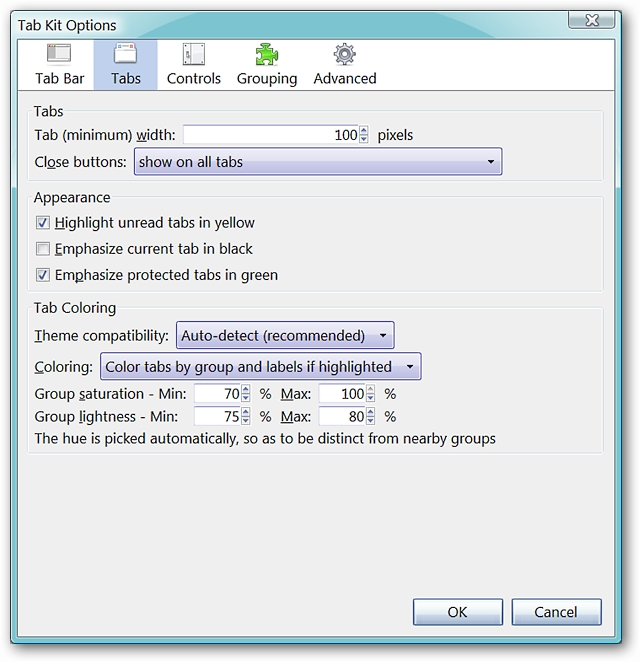 Tab Kit Options
Tab Bar Tabs Controls Grouping Advanced
Tabs
Tab (minimum) width: 100 pixels
Close buttons: show on all tabs
Appearance
Highlight unread tabs in yellow
Emphasize current tab in black
Emphasize protected tabs in green
Tab Coloring
Theme compatibility: Auto-detect (recommended)
Coloring: Color tabs by group and labels if highlighted
Group saturation - Min: 70 % Max: 100 %
Group lightness - Min: 75 % Max: 80 %
The hue is picked automatically, so as to be distinct from nearby groups
OK Cancel